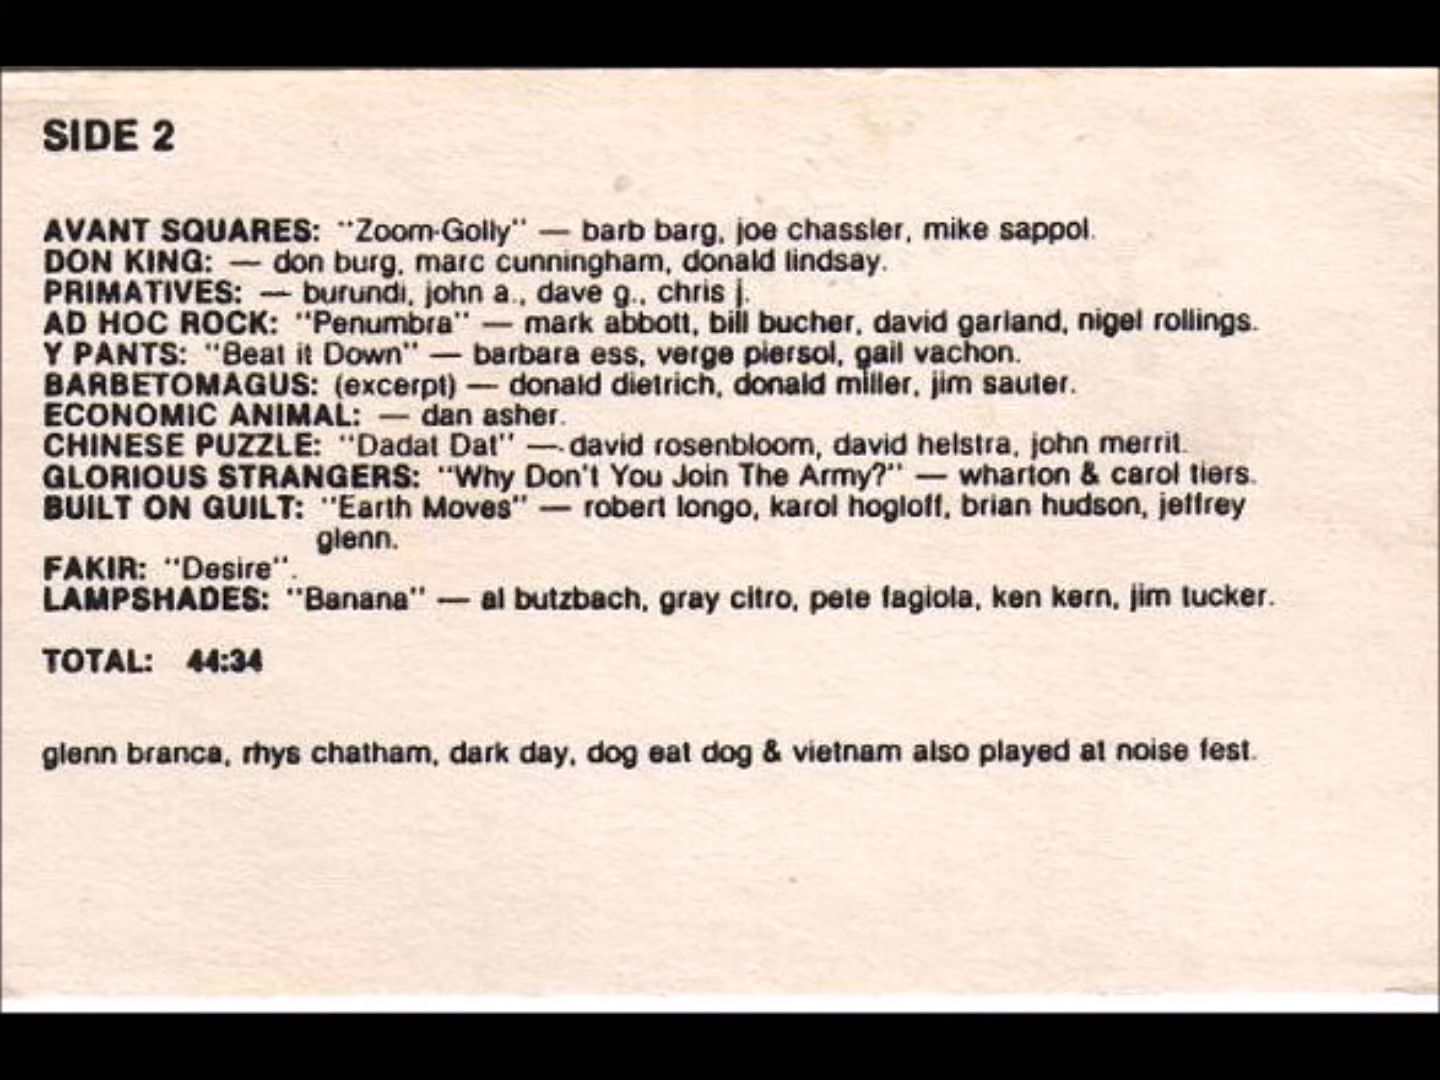 SIDE 2
AVANT SQUARES: "Zoom-Golly" — barb barg, joe chassler, mike sappol.
DON KING: — don burg, marc cunningham, donald lindsay.
PRIMATIVES: — burundi, john a., dave g., chris j.
AD HOC ROCK: "Penumbra" — mark abbott, bill bucher, david garland, nigel rollings.
Y PANTS: "Beat it Down" — barbara ess, verge piersol, gail vachon.
BARBETOMAGUS: (excerpt) — donald dietrich, donald miller, jim sauter.
ECONOMIC ANIMAL: — dan asher.
CHINESE PUZZLE: "Dadat Dat" — david rosenbloom, david helstra, john merrit.
GLORIOUS STRANGERS: "Why Don't You Join The Army?" — wharton & carol tiers.
BUILT ON GUILT: "Earth Moves" — robert longo, karol hogloff, brian hudson, jeffrey
glenn.
FAKIR: "Desire".
LAMPSHADES: "Banana" — al butzbach, gray citro, pete fagiola, ken kern, jim tucker.
TOTAL: 44:34
glenn branca, rhys chatham, dark day, dog eat dog & vietnam also played at noise fest.